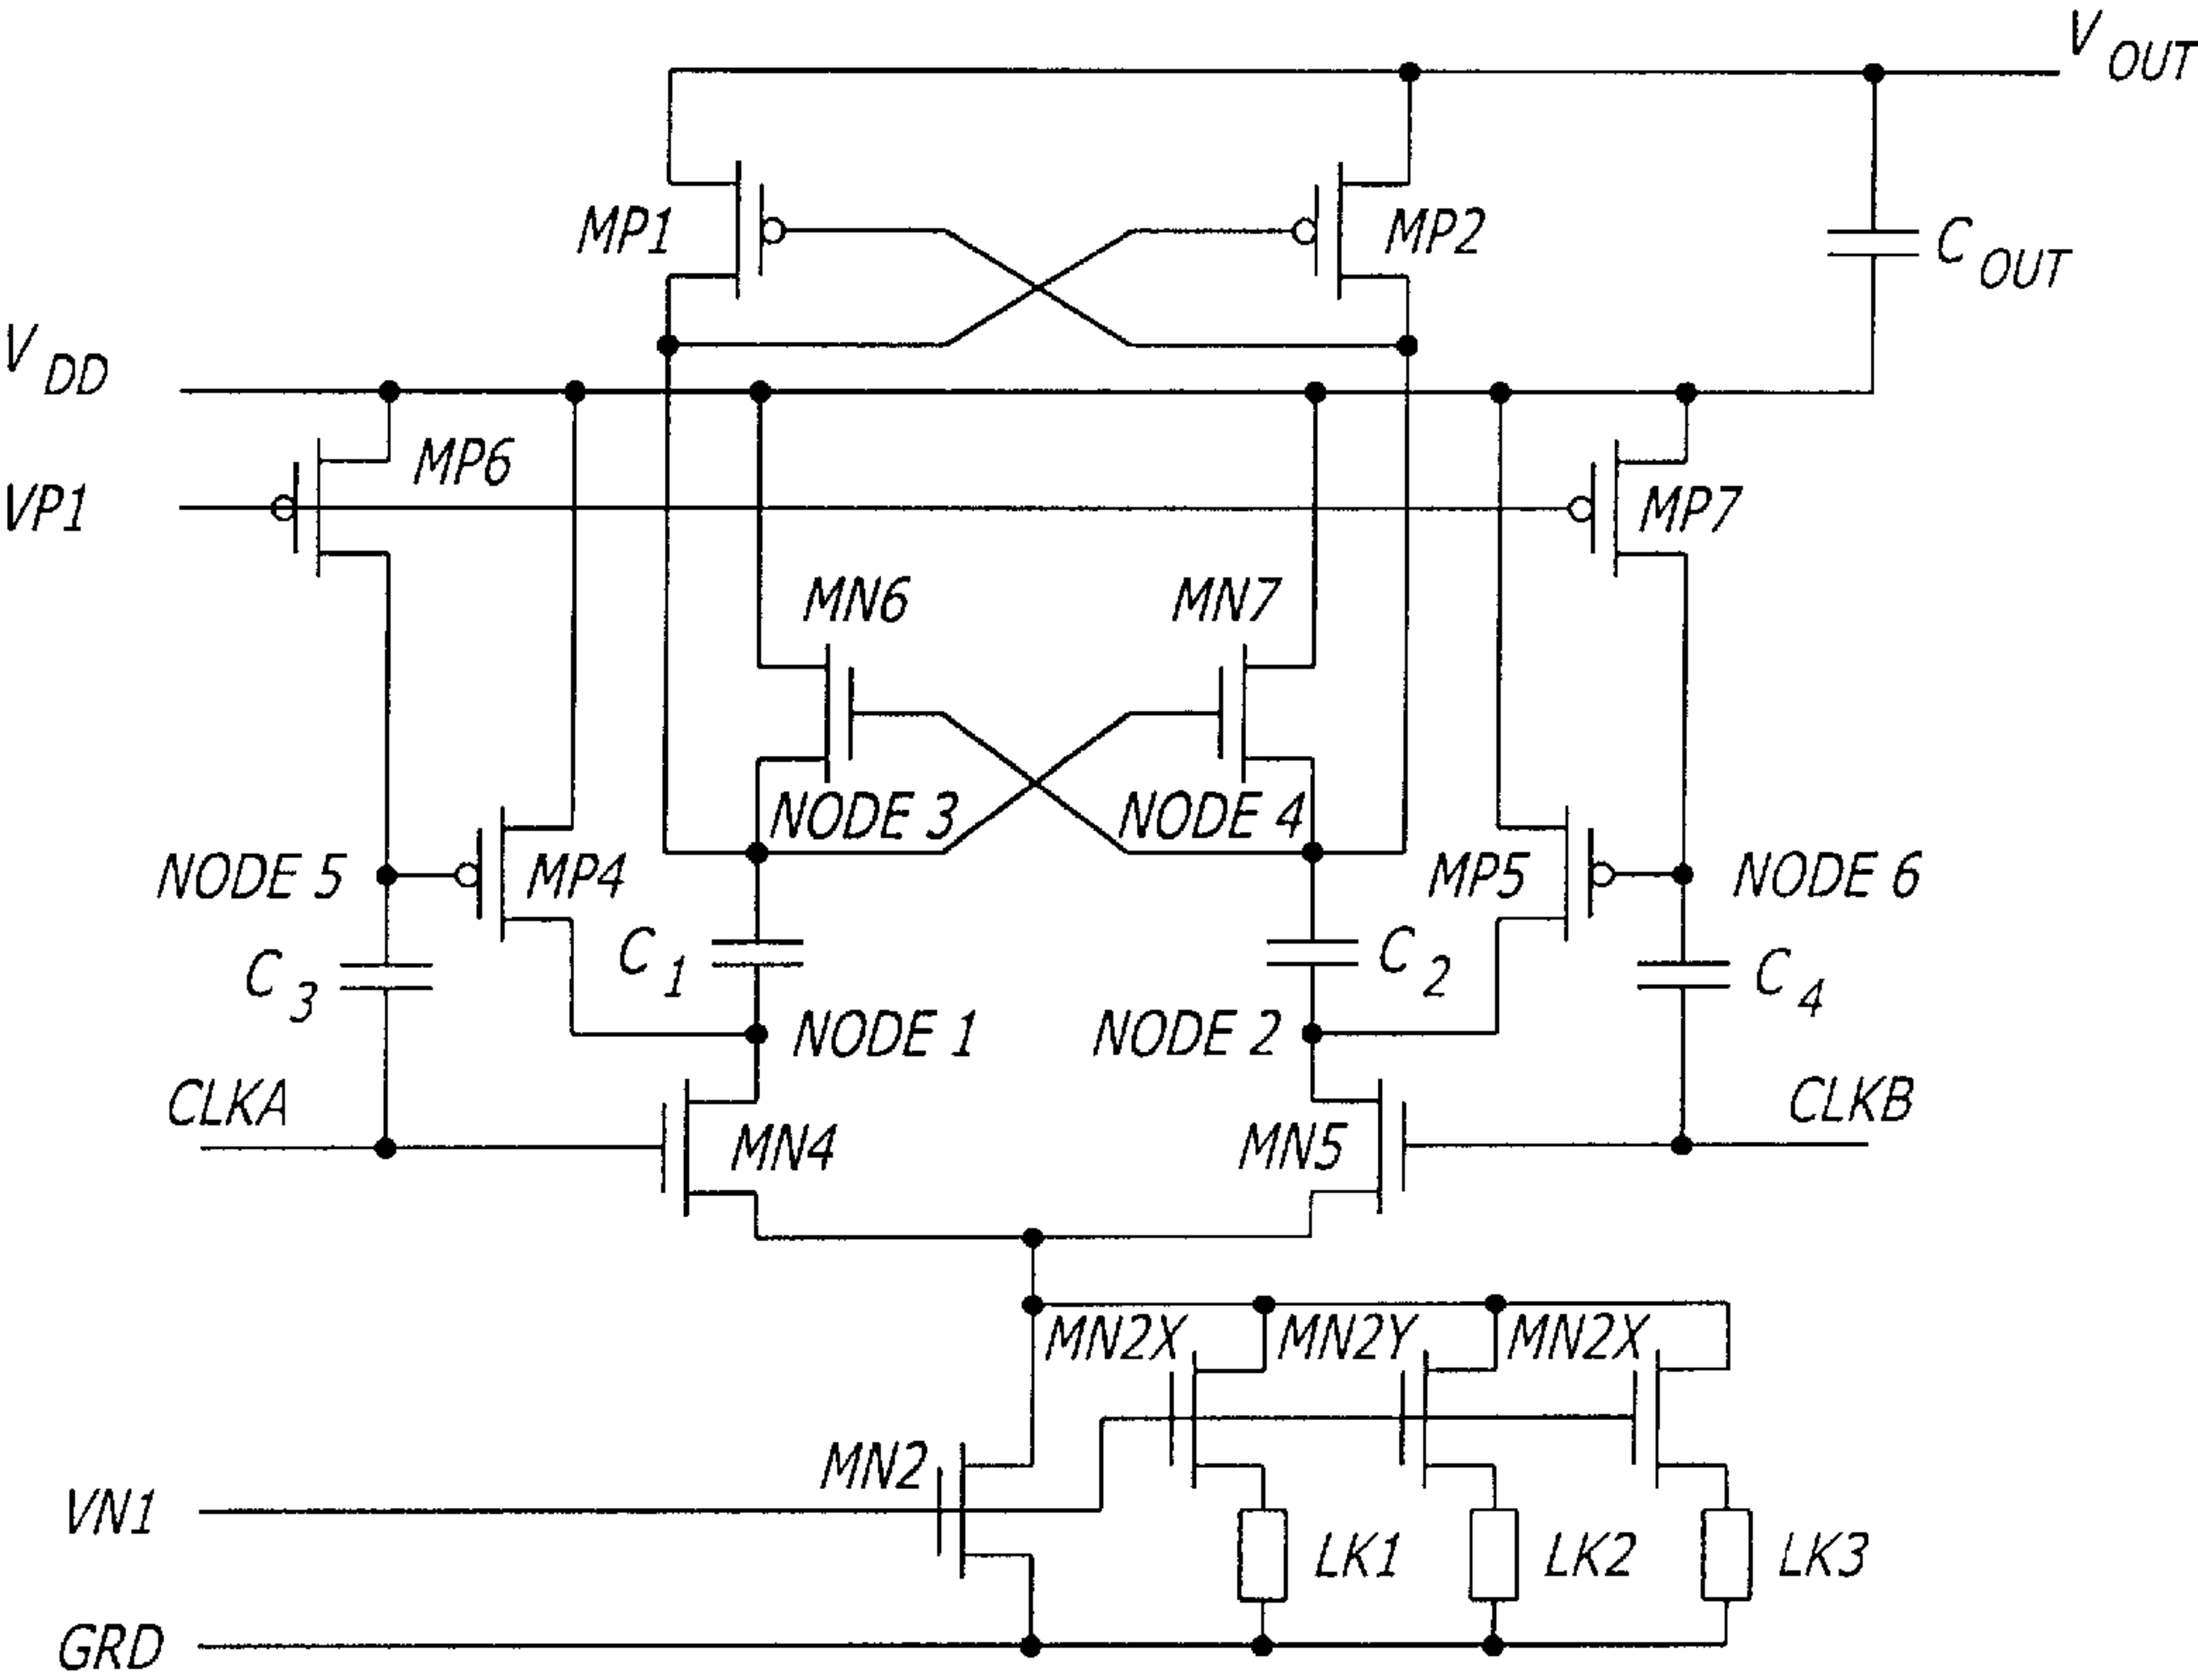 V OUT
MP1
MP2
C OUT
V DD
MP6
VP1
MP7
MN6
MN7
NODE 3
NODE 4
NODE 5
MP4
MP5
NODE 6
C 1
C 2
C 3
C 4
NODE 1
NODE 2
CLKA
CLKB
MN4
MN5
MN2X
MN2Y
MN2X
MN2
VN1
LK1
LK2
LK3
GRD